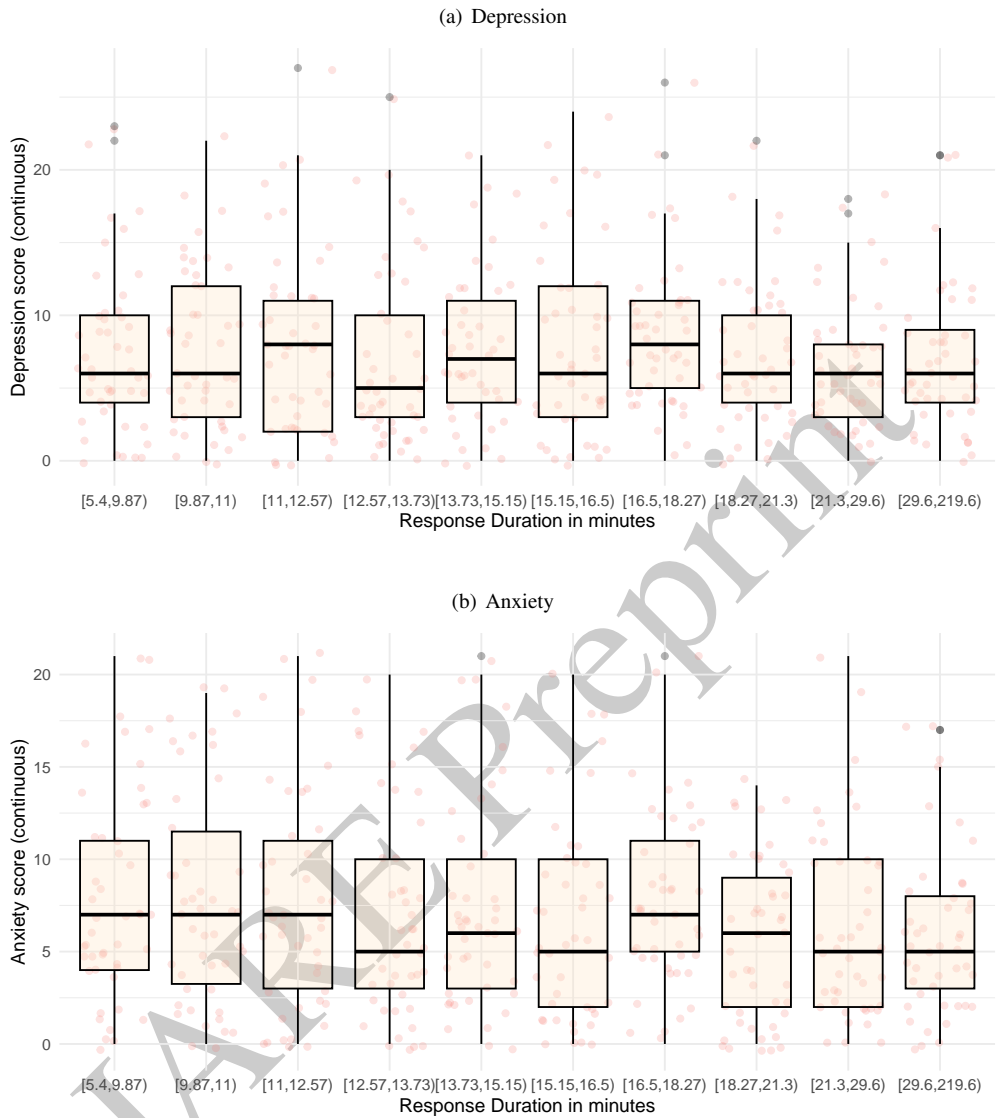 (a) Depression
Depression score (continuous)
20
10
0
[5.4,9.87) [9.87,11) [11,12.57) [12.57,13.73) [13.73,15.15) [15.15,16.5) [16.5,18.27) [18.27,21.3) [21.3,29.6) [29.6,219.6)
Response Duration in minutes
(b) Anxiety
Anxiety score (continuous)
20
15
10
5
0
[5.4,9.87) [9.87,11) [11,12.57) [12.57,13.73) [13.73,15.15) [15.15,16.5) [16.5,18.27) [18.27,21.3) [21.3,29.6) [29.6,219.6)
Response Duration in minutes
Preprint